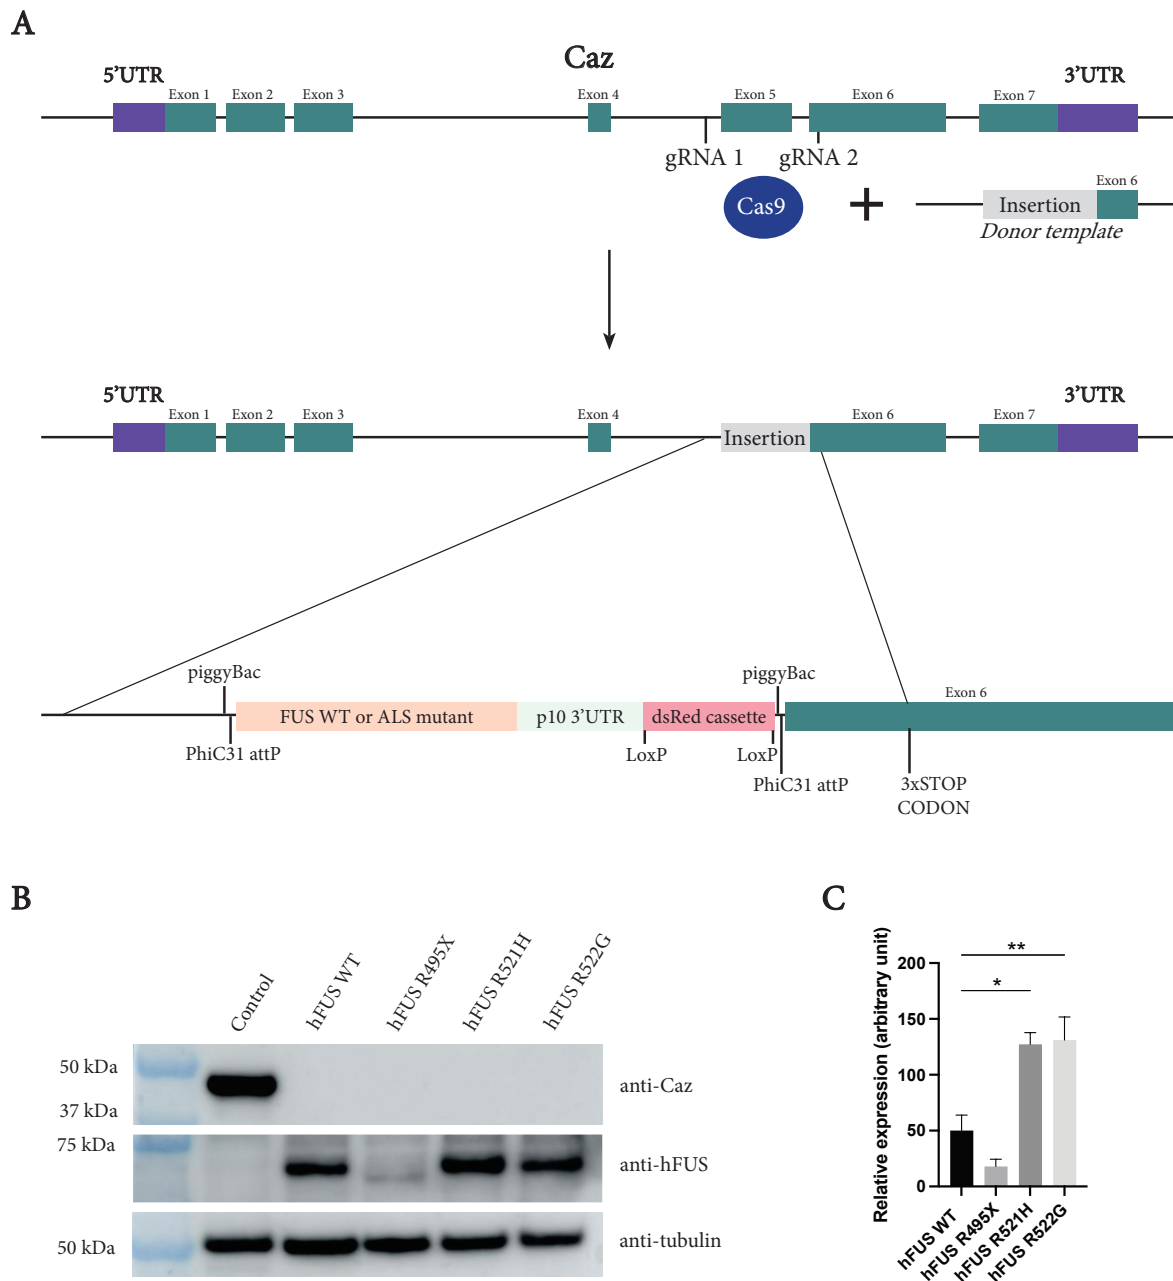 A
Caz
5'UTR
3'UTR
Exon 1
Exon 2
Exon 3
Exon 4
Exon 5
Exon 6
Exon 7
gRNA 1
gRNA 2
Cas9
+
Exon 6
Insertion
Donor template
5'UTR
3'UTR
Exon 1
Exon 2
Exon 3
Exon 4
Exon 6
Exon 7
Insertion
piggyBac
piggyBac
Exon 6
FUS WT or ALS mutant
p10 3'UTR
dsRed cassette
PhiC31 attP
LoxP
LoxP
PhiC31 attP
3xSTOP
CODON
B
Control
hFUS WT
hFUS R495X
hFUS R521H
hFUS R522G
50 kDa
37 kDa
anti-Caz
75 kDa
anti-hFUS
50 kDa
anti-tubulin
C
Relative expression (arbitrary unit)
200
150
100
50
0
**
*
hFUS WT
hFUS R495X
hFUS R521H
hFUS R522G